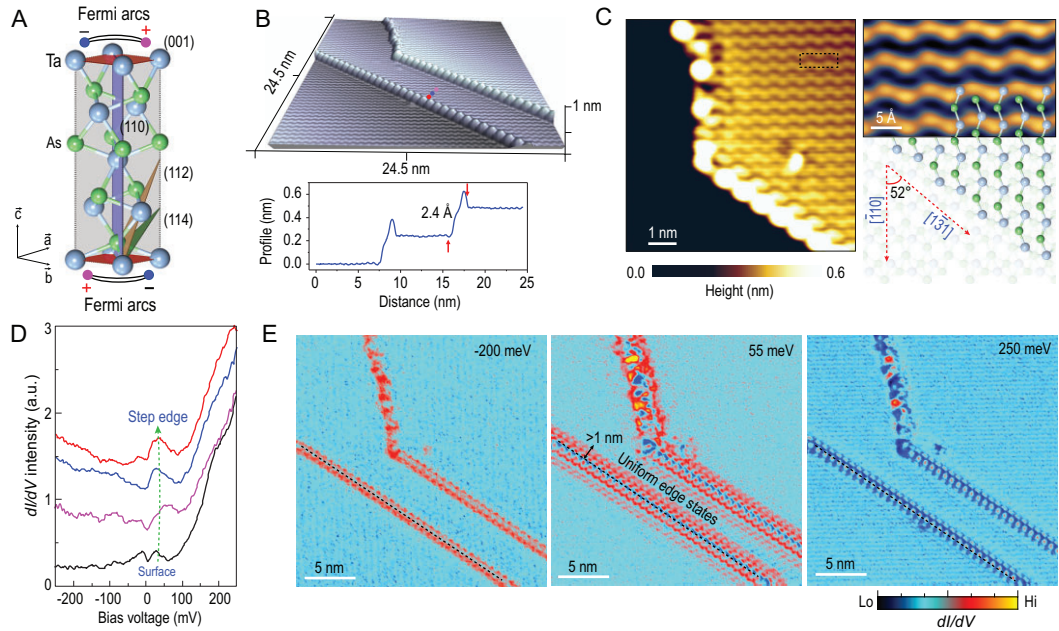 A
Fermi arcs
− +
(001)
Ta
(110)
As
(112)
(114)
c⃗
a⃗
b⃗
+ −
Fermi arcs
B
24.5 nm
1 nm
24.5 nm
Profile (nm)
0.6
0.4
0.2
0.0
2.4 Å
0 5 10 15 20 25
Distance (nm)
C
1 nm
0.0 0.6
Height (nm)
5 Å
52°
[1̄10]
[1̄31̄]
D
dI/dV intensity (a.u.)
3
2
1
0
Step edge
Surface
-200 -100 0 100 200
Bias voltage (mV)
E
-200 meV
5 nm
55 meV
>1 nm
Uniform edge states
5 nm
250 meV
5 nm
Lo Hi
dI/dV